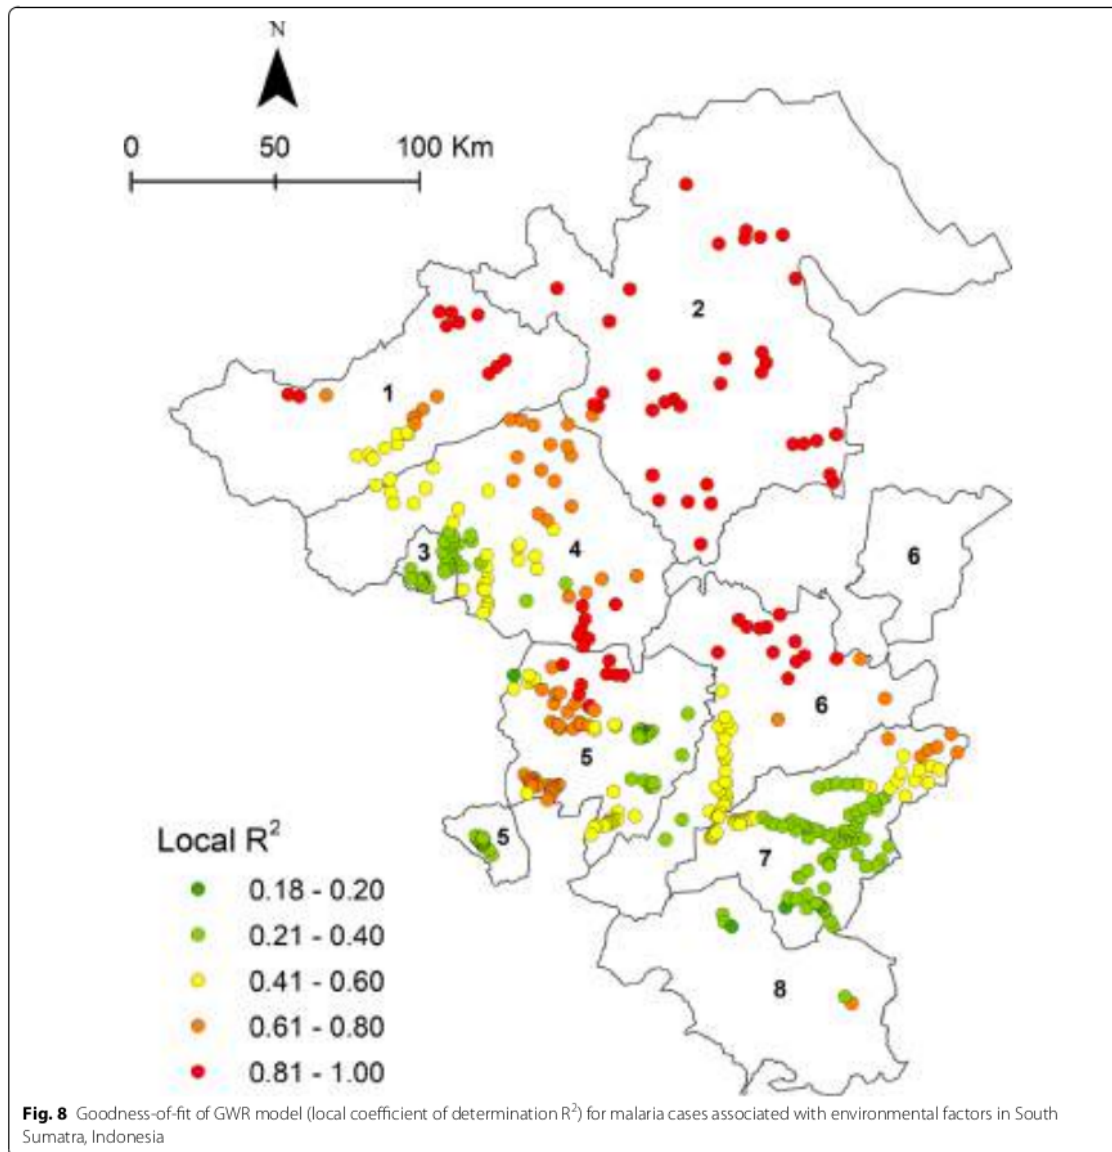 N
0 50 100 Km
2
1
3
4
6
6
5
5
7
8
Local R²
0.18 - 0.20
0.21 - 0.40
0.41 - 0.60
0.61 - 0.80
0.81 - 1.00
Fig. 8 Goodness-of-fit of GWR model (local coefficient of determination R²) for malaria cases associated with environmental factors in South
Sumatra, Indonesia